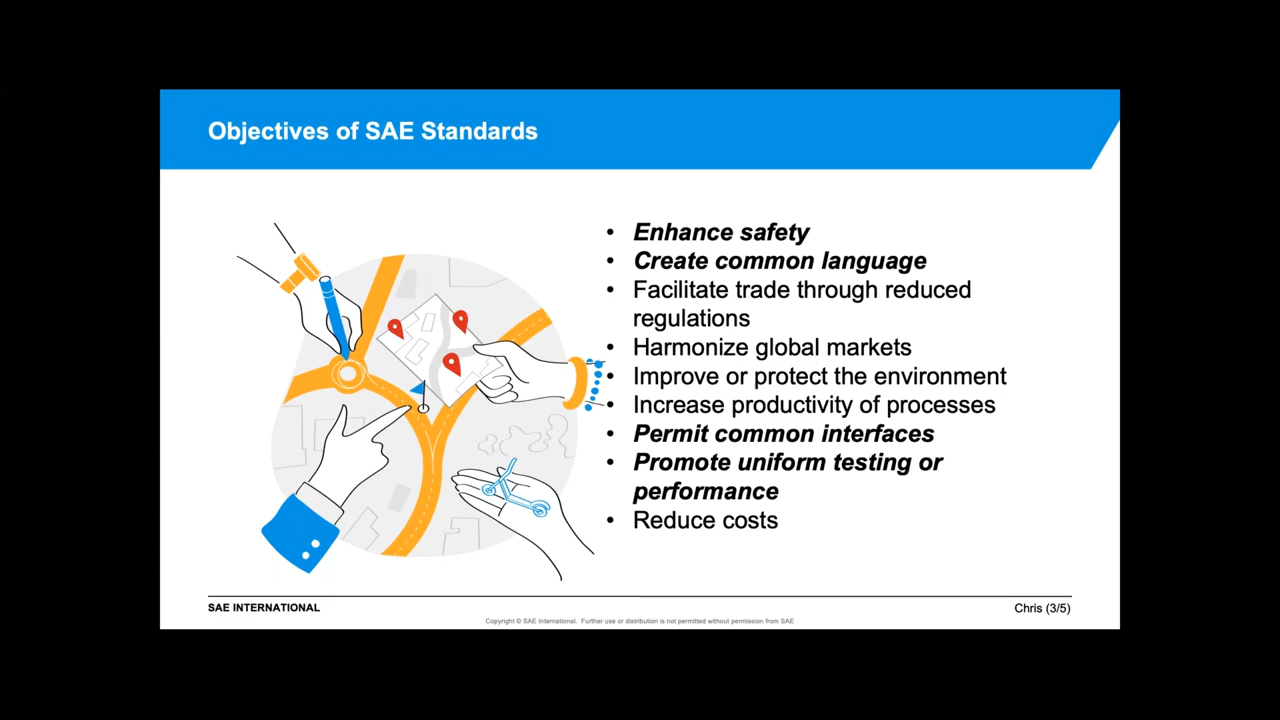 Objectives of SAE Standards
• Enhance safety
• Create common language
• Facilitate trade through reduced
regulations
• Harmonize global markets
• Improve or protect the environment
• Increase productivity of processes
• Permit common interfaces
• Promote uniform testing or
performance
• Reduce costs
SAE INTERNATIONAL
Chris (3/5)
Copyright © SAE International. Further use or distribution is not permitted without permission from SAE